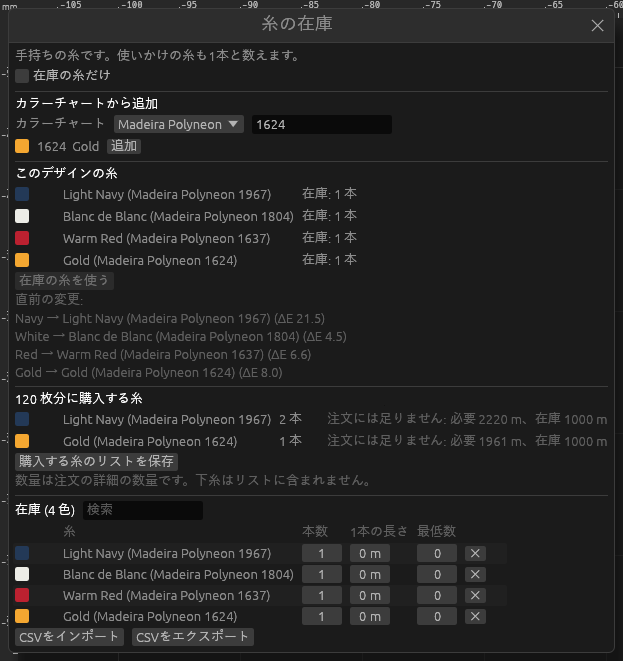 mm
-105
-100
-95
-90
-85
-80
-75
-70
-65
-60
糸の在庫
手持ちの糸です。使いかけの糸も1本と数えます。
在庫の糸だけ
カラーチャートから追加
カラーチャート Madeira Polyneon 1624
1624 Gold 追加
このデザインの糸
Light Navy (Madeira Polyneon 1967) 在庫: 1 本
Blanc de Blanc (Madeira Polyneon 1804) 在庫: 1 本
Warm Red (Madeira Polyneon 1637) 在庫: 1 本
Gold (Madeira Polyneon 1624) 在庫: 1 本
在庫の糸を使う
直前の変更:
Navy → Light Navy (Madeira Polyneon 1967) (ΔE 21.5)
White → Blanc de Blanc (Madeira Polyneon 1804) (ΔE 4.5)
Red → Warm Red (Madeira Polyneon 1637) (ΔE 6.6)
Gold → Gold (Madeira Polyneon 1624) (ΔE 8.0)
120 枚分に購入する糸
Light Navy (Madeira Polyneon 1967) 2 本 注文には足りません: 必要 2220 m、在庫 1000 m
Gold (Madeira Polyneon 1624) 1 本 注文には足りません: 必要 1961 m、在庫 1000 m
購入する糸のリストを保存
数量は注文の詳細の数量です。下糸はリストに含まれません。
在庫 (4 色) 検索
糸 本数 1本の長さ 最低数
Light Navy (Madeira Polyneon 1967) 1 0 m 0
Blanc de Blanc (Madeira Polyneon 1804) 1 0 m 0
Warm Red (Madeira Polyneon 1637) 1 0 m 0
Gold (Madeira Polyneon 1624) 1 0 m 0
CSVをインポート CSVをエクスポート